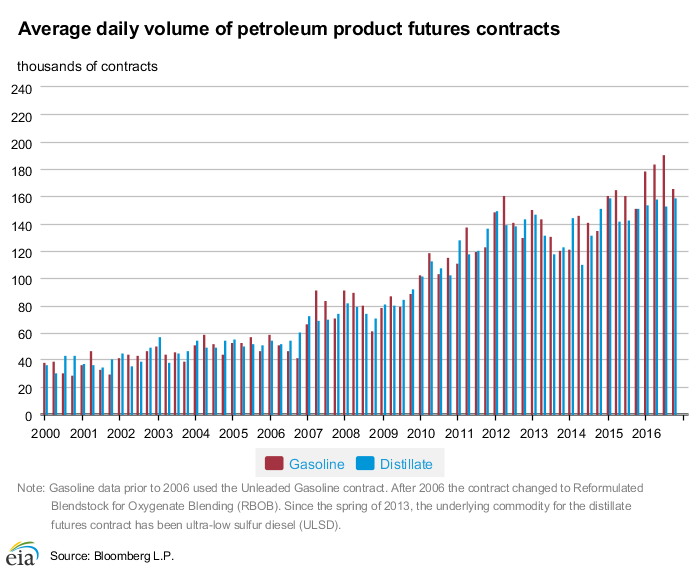 Average daily volume of petroleum product futures contracts
thousands of contracts
240
220
200
180
160
140
120
100
80
60
40
20
0
2000 2001 2002 2003 2004 2005 2006 2007 2008 2009 2010 2011 2012 2013 2014 2015 2016
Gasoline Distillate
Note: Gasoline data prior to 2006 used the Unleaded Gasoline contract. After 2006 the contract changed to Reformulated
Blendstock for Oxygenate Blending (RBOB). Since the spring of 2013, the underlying commodity for the distillate
futures contract has been ultra-low sulfur diesel (ULSD).
eia Source: Bloomberg L.P.